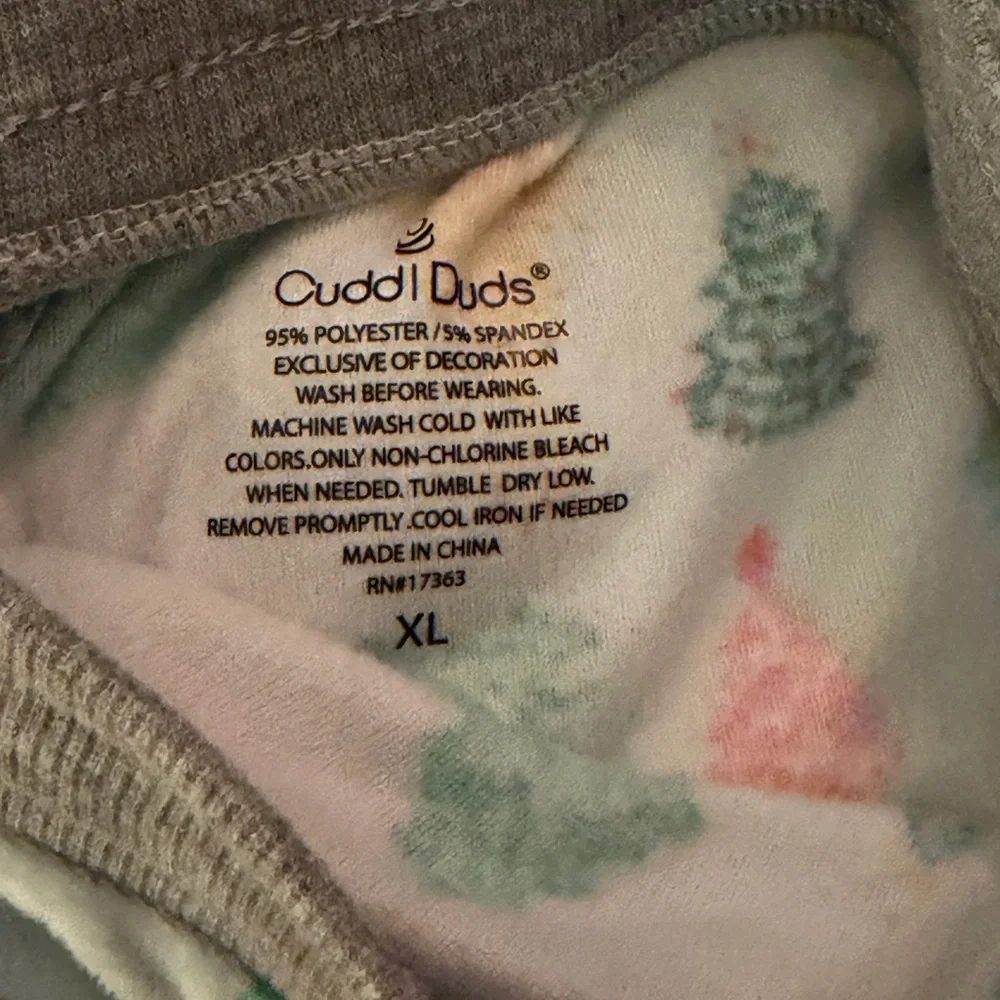 Cuddl Duds®
95% POLYESTER / 5% SPANDEX
EXCLUSIVE OF DECORATION
WASH BEFORE WEARING.
MACHINE WASH COLD WITH LIKE
COLORS.ONLY NON-CHLORINE BLEACH
WHEN NEEDED. TUMBLE DRY LOW.
REMOVE PROMPTLY.COOL IRON IF NEEDED
MADE IN CHINA
RN#17363
XL